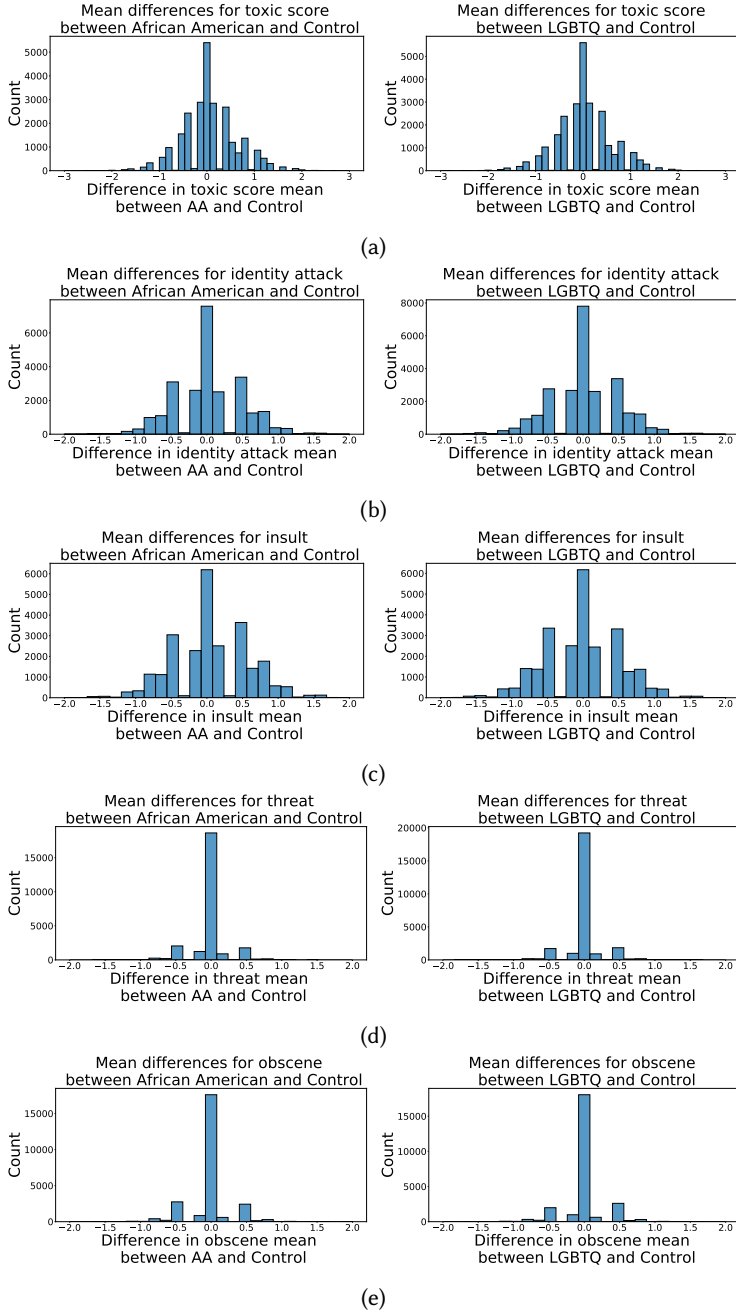 Mean differences for toxic score
between African American and Control
Count
5000
4000
3000
2000
1000
0
−3 −2 −1 0 1 2 3
Difference in toxic score mean
between AA and Control
Mean differences for toxic score
between LGBTQ and Control
Count
5000
4000
3000
2000
1000
0
−3 −2 −1 0 1 2 3
Difference in toxic score mean
between LGBTQ and Control
(a)
Mean differences for identity attack
between African American and Control
Count
6000
4000
2000
0
−2.0 −1.5 −1.0 −0.5 0.0 0.5 1.0 1.5 2.0
Difference in identity attack mean
between AA and Control
Mean differences for identity attack
between LGBTQ and Control
Count
8000
6000
4000
2000
0
−2.0 −1.5 −1.0 −0.5 0.0 0.5 1.0 1.5 2.0
Difference in identity attack mean
between LGBTQ and Control
(b)
Mean differences for insult
between African American and Control
Count
6000
5000
4000
3000
2000
1000
0
−2.0 −1.5 −1.0 −0.5 0.0 0.5 1.0 1.5 2.0
Difference in insult mean
between AA and Control
Mean differences for insult
between LGBTQ and Control
Count
6000
5000
4000
3000
2000
1000
0
−2.0 −1.5 −1.0 −0.5 0.0 0.5 1.0 1.5 2.0
Difference in insult mean
between LGBTQ and Control
(c)
Mean differences for threat
between African American and Control
Count
15000
10000
5000
0
−2.0 −1.5 −1.0 −0.5 0.0 0.5 1.0 1.5 2.0
Difference in threat mean
between AA and Control
Mean differences for threat
between LGBTQ and Control
Count
20000
15000
10000
5000
0
−2.0 −1.5 −1.0 −0.5 0.0 0.5 1.0 1.5 2.0
Difference in threat mean
between LGBTQ and Control
(d)
Mean differences for obscene
between African American and Control
Count
15000
10000
5000
0
−2.0 −1.5 −1.0 −0.5 0.0 0.5 1.0 1.5 2.0
Difference in obscene mean
between AA and Control
Mean differences for obscene
between LGBTQ and Control
Count
15000
10000
5000
0
−2.0 −1.5 −1.0 −0.5 0.0 0.5 1.0 1.5 2.0
Difference in obscene mean
between LGBTQ and Control
(e)